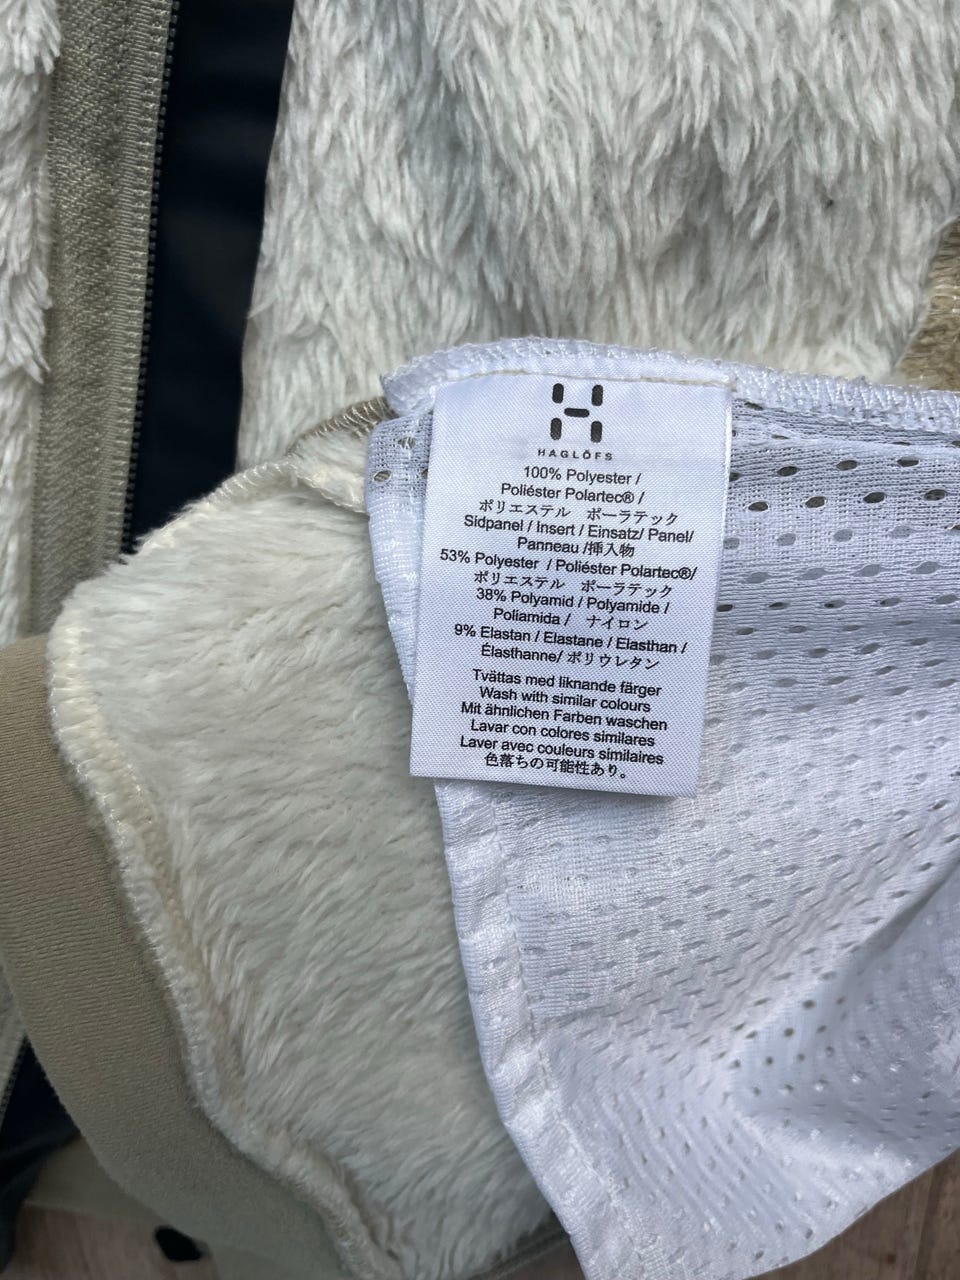 HAGLÖFS
100% Polyester /
Poliéster Polartec® /
ポリエステル ポーラテック
Sidpanel / Insert / Einsatz/ Panel/
Panneau /挿入物
53% Polyester / Poliéster Polartec®/
ポリエステル ポーラテック
38% Polyamid / Polyamide /
Poliamida / ナイロン
9% Elastan / Elastane / Elasthan /
Élasthanne/ ポリウレタン
Tvättas med liknande färger
Wash with similar colours
Mit ähnlichen Farben waschen
Lavar con colores similares
Laver avec couleurs similaires
色落ちの可能性あり。